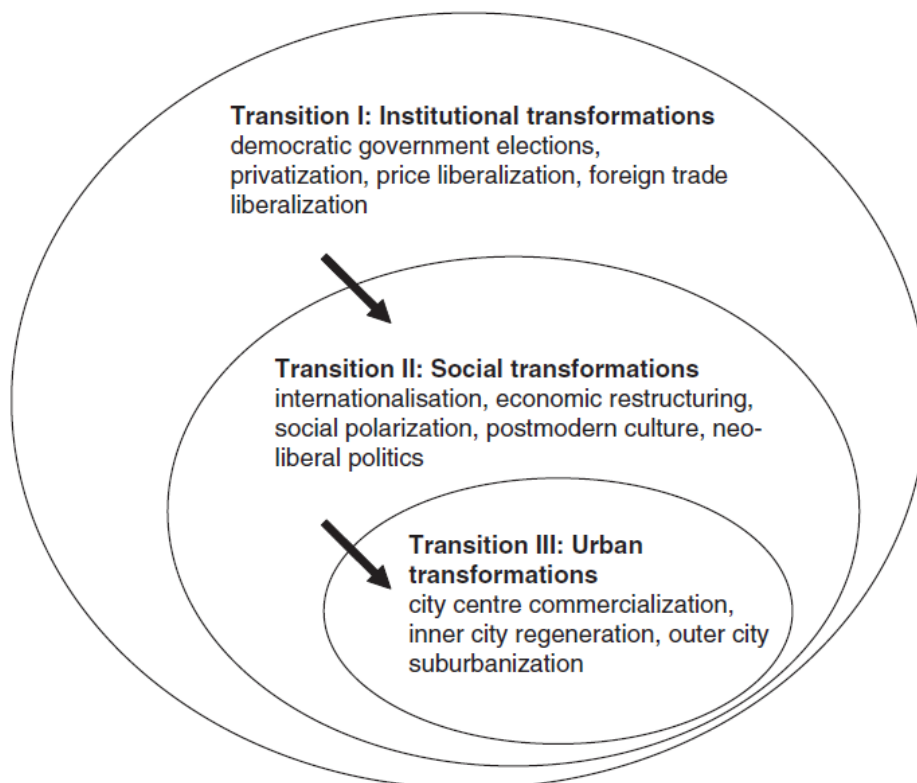 Transition I: Institutional transformations
democratic government elections,
privatization, price liberalization, foreign trade
liberalization
Transition II: Social transformations
internationalisation, economic restructuring,
social polarization, postmodern culture, neo-
liberal politics
Transition III: Urban
transformations
city centre commercialization,
inner city regeneration, outer city
suburbanization